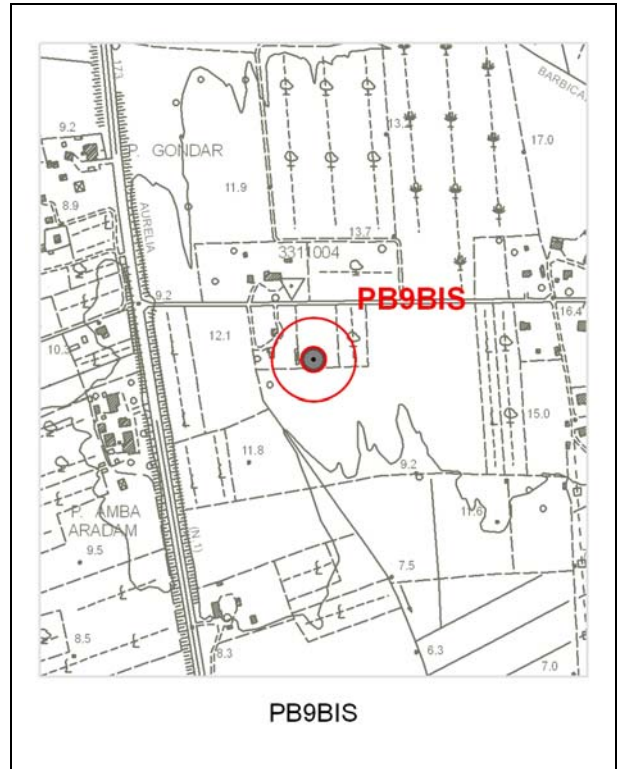 173
9.2
P. GONDAR
13.
BARBICA
17.0
11.9
8.9
AURELIA
13.7
3311004
9.2
PB9BIS
16.4
12.1
10.3
15.0
11.8
9.2
11.6
P. AMBA
ARADAM
9.5
(N.1)
7.5
8.5
8.3
6.3
7.0
PB9BIS